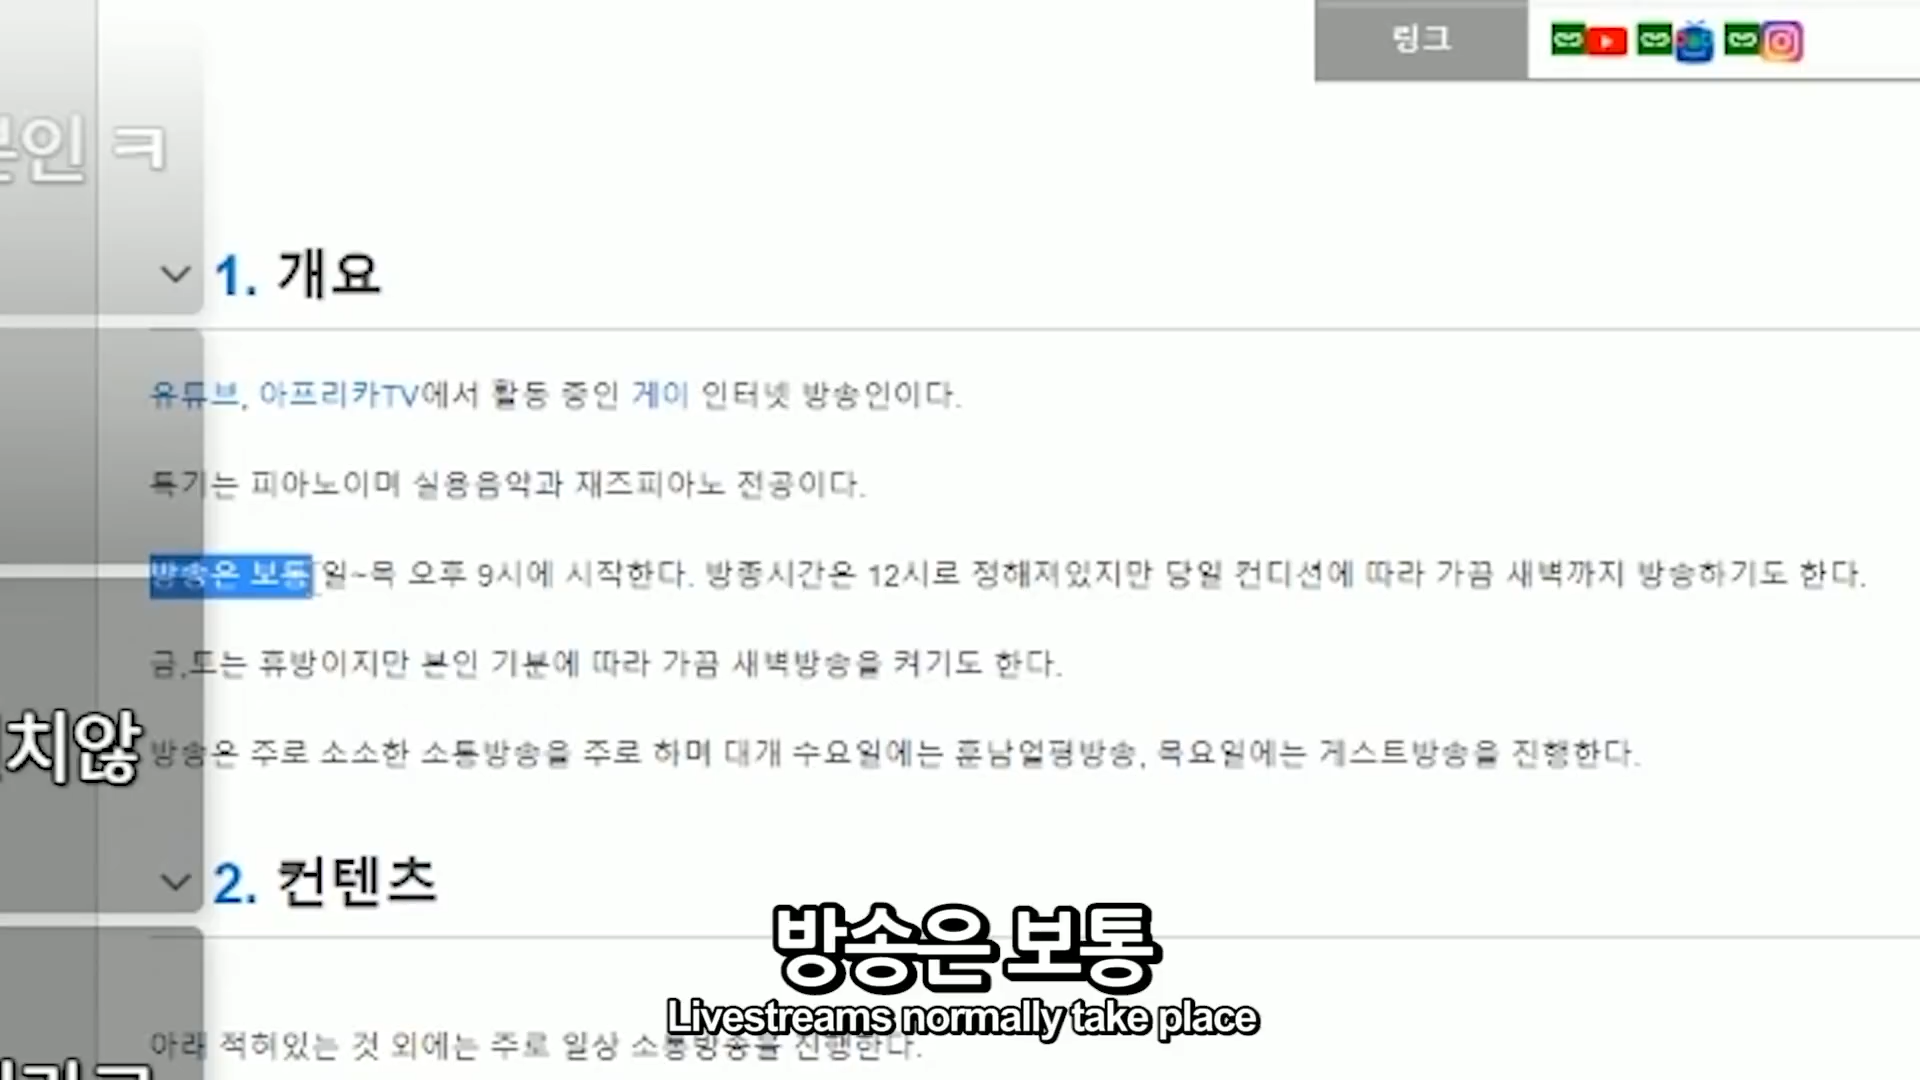 링크
본인 ㅋ
1. 개요
유튜브, 아프리카TV에서 활동 중인 게이 인터넷 방송인이다.
특기는 피아노이며 실용음악과 재즈피아노 전공이다.
방송은 보통 일~목 오후 9시에 시작한다. 방종시간은 12시로 정해져있지만 당일 컨디션에 따라 가끔 새벽까지 방송하기도 한다.
금,토는 휴방이지만 본인 기분에 따라 가끔 새벽방송을 켜기도 한다.
치않
방송은 주로 소소한 소통방송을 주로 하며 대개 수요일에는 훈남얼평방송, 목요일에는 게스트방송을 진행한다.
2. 컨텐츠
방송은 보통
Livestreams normally take place
아래 적혀있는 것 외에는 주로 일상 소통방송을 진행한다.